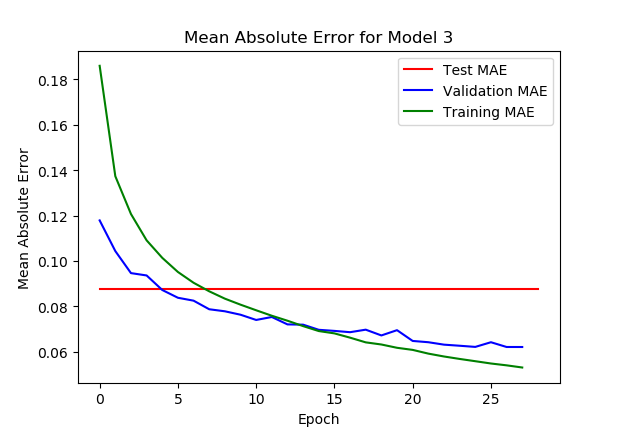 Mean Absolute Error for Model 3
Test MAE
Validation MAE
Training MAE
Mean Absolute Error
0.18
0.16
0.14
0.12
0.10
0.08
0.06
0 5 10 15 20 25
Epoch